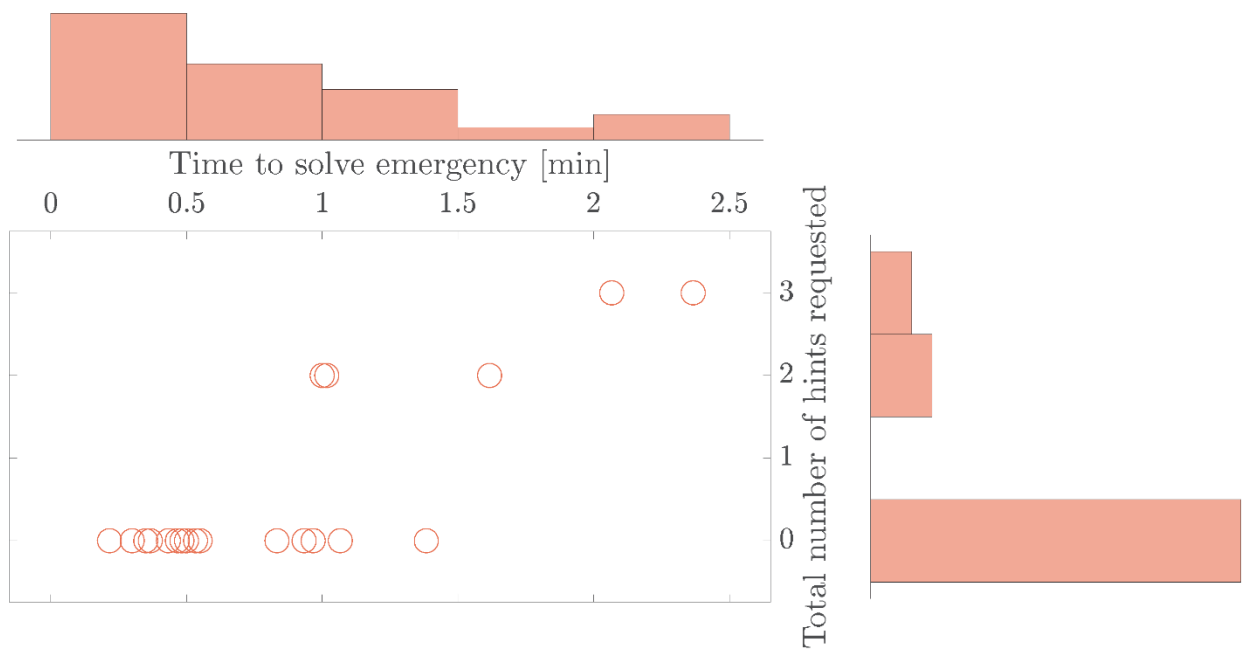 Time to solve emergency [min]
0 0.5 1 1.5 2 2.5
3
2
1
0
Total number of hints requested